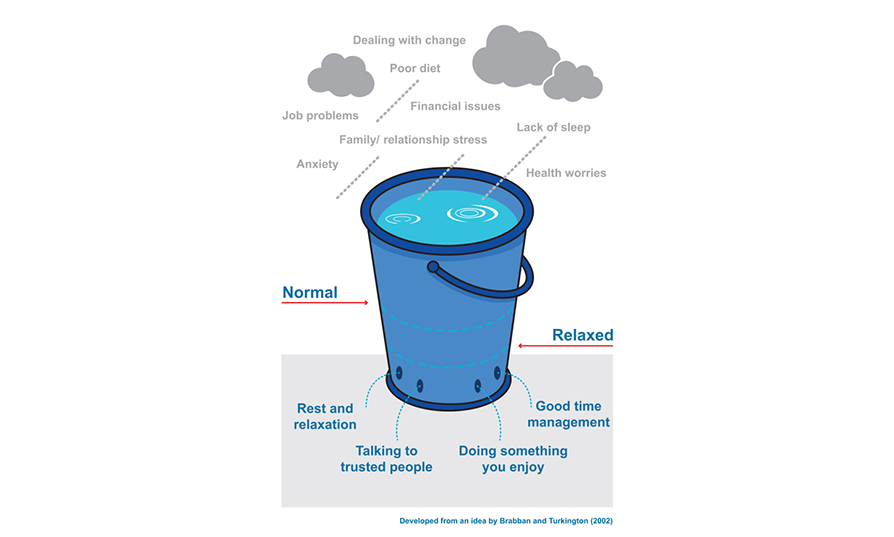 Dealing with change
Poor diet
Financial issues
Job problems
Lack of sleep
Family/ relationship stress
Anxiety
Health worries
Normal
Relaxed
Rest and
relaxation
Good time
management
Talking to
trusted people
Doing something
you enjoy
Developed from an idea by Brabban and Turkington (2002)